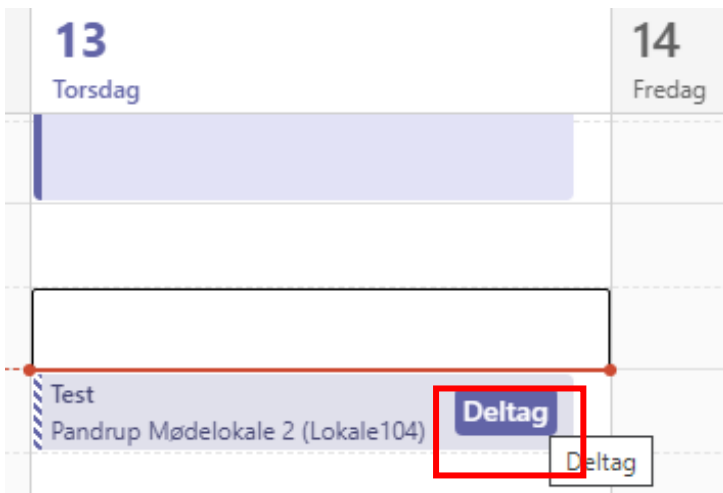 13
Torsdag
14
Fredag
Test
Pandrup Mødelokale 2 (Lokale104)
Deltag
Deltag